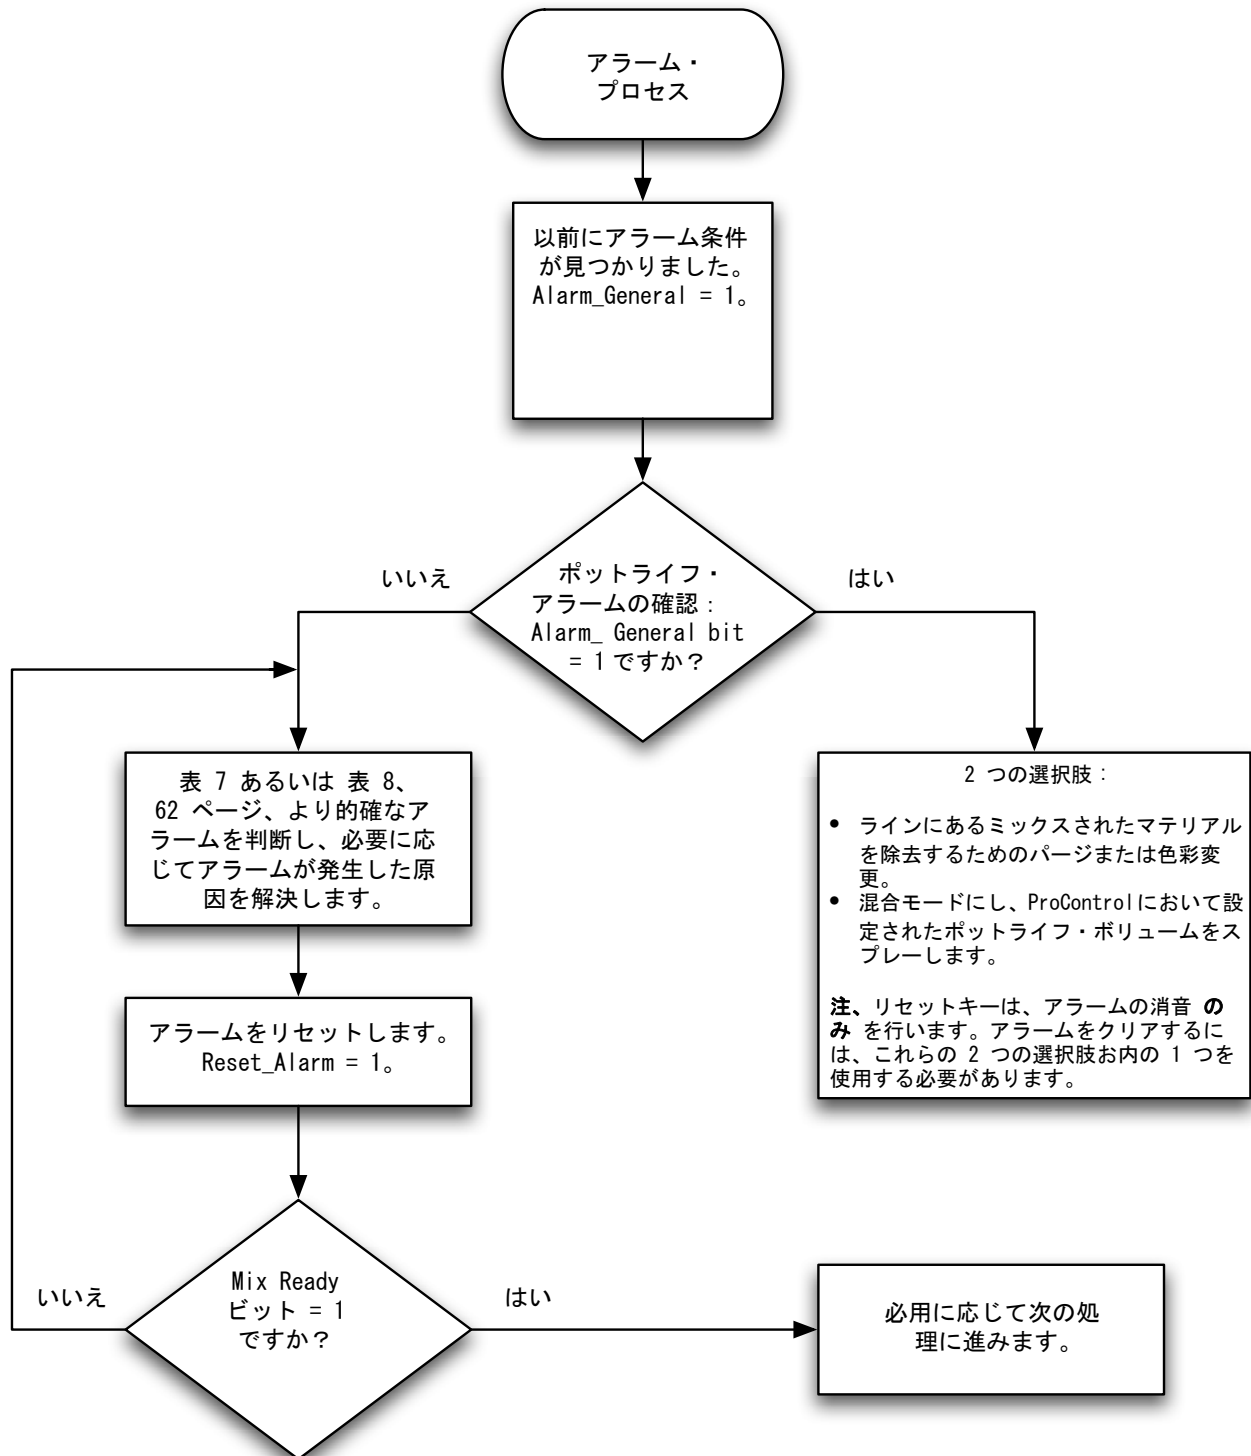 アラーム・
プロセス
以前にアラーム条件
が見つかりました。
Alarm_General = 1。
いいえ
はい
ポットライフ・
アラームの確認：
Alarm_ General bit
= 1 ですか？
表 7 あるいは 表 8、
62 ページ、より的確なア
ラームを判断し、必要に応
じてアラームが発生した原
因を解決します。
2 つの選択肢：
• ラインにあるミックスされたマテリアル
を除去するためのパージまたは色彩変
更。
• 混合モードにし、ProControlにおいて設
定されたポットライフ・ボリュームをス
プレーします。
注、リセットキーは、アラームの消音 の
み を行います。アラームをクリアするに
は、これらの 2 つの選択肢お内の 1 つを
使用する必要があります。
アラームをリセットします。
Reset_Alarm = 1。
いいえ
Mix Ready
ビット = 1
ですか？
はい
必用に応じて次の処
理に進みます。